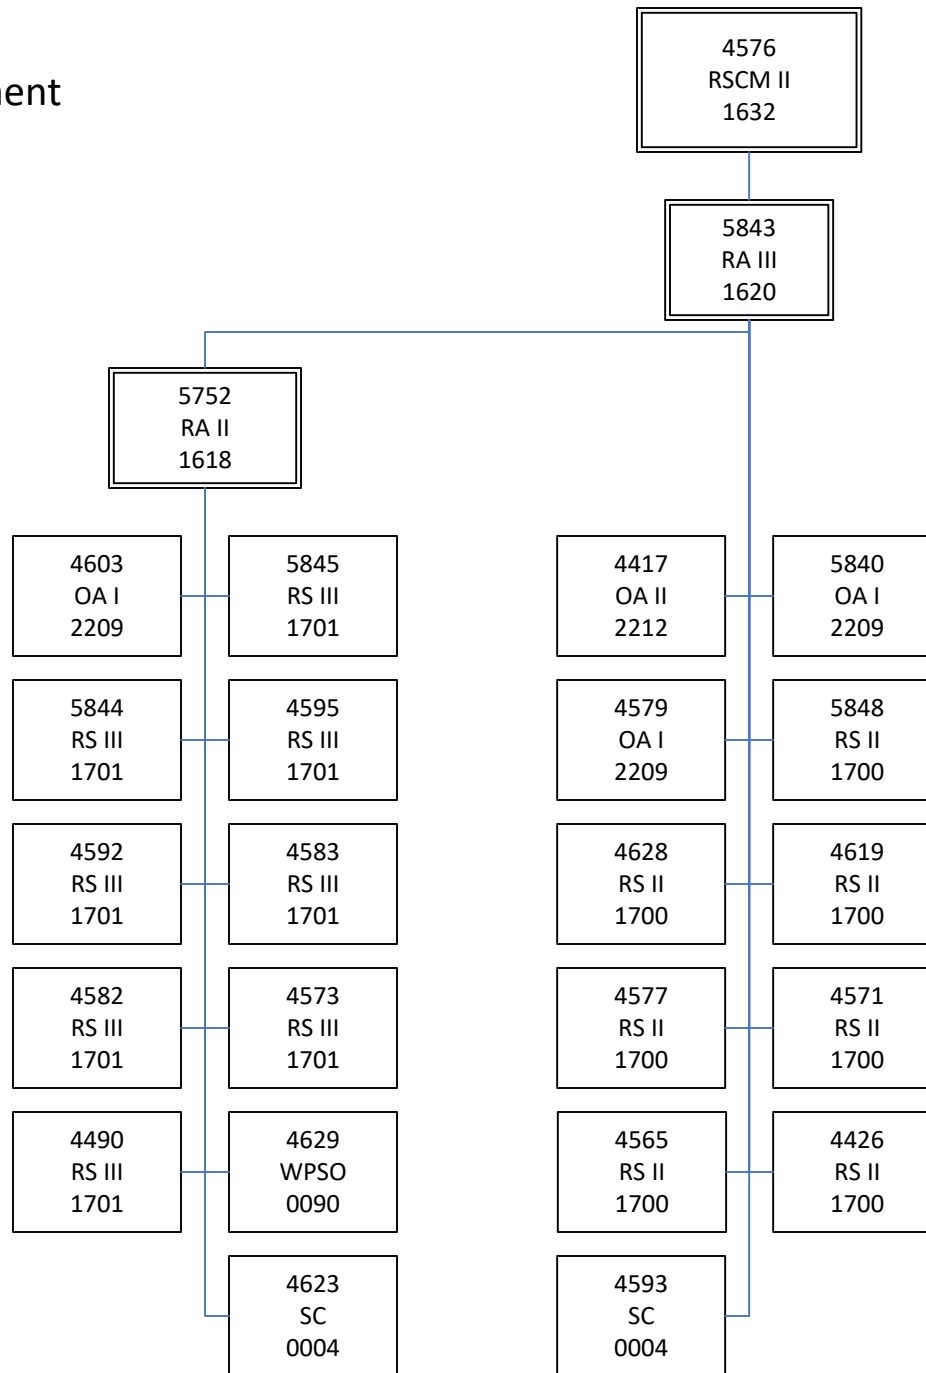 4576
RSCM II
1632
5843
RA III
1620
5752
RA II
1618
4603
OA I
2209
5845
RS III
1701
4417
OA II
2212
5840
OA I
2209
5844
RS III
1701
4595
RS III
1701
4579
OA I
2209
5848
RS II
1700
4592
RS III
1701
4583
RS III
1701
4628
RS II
1700
4619
RS II
1700
4582
RS III
1701
4573
RS III
1701
4577
RS II
1700
4571
RS II
1700
4490
RS III
1701
4629
WPSO
0090
4565
RS II
1700
4426
RS II
1700
4623
SC
0004
4593
SC
0004